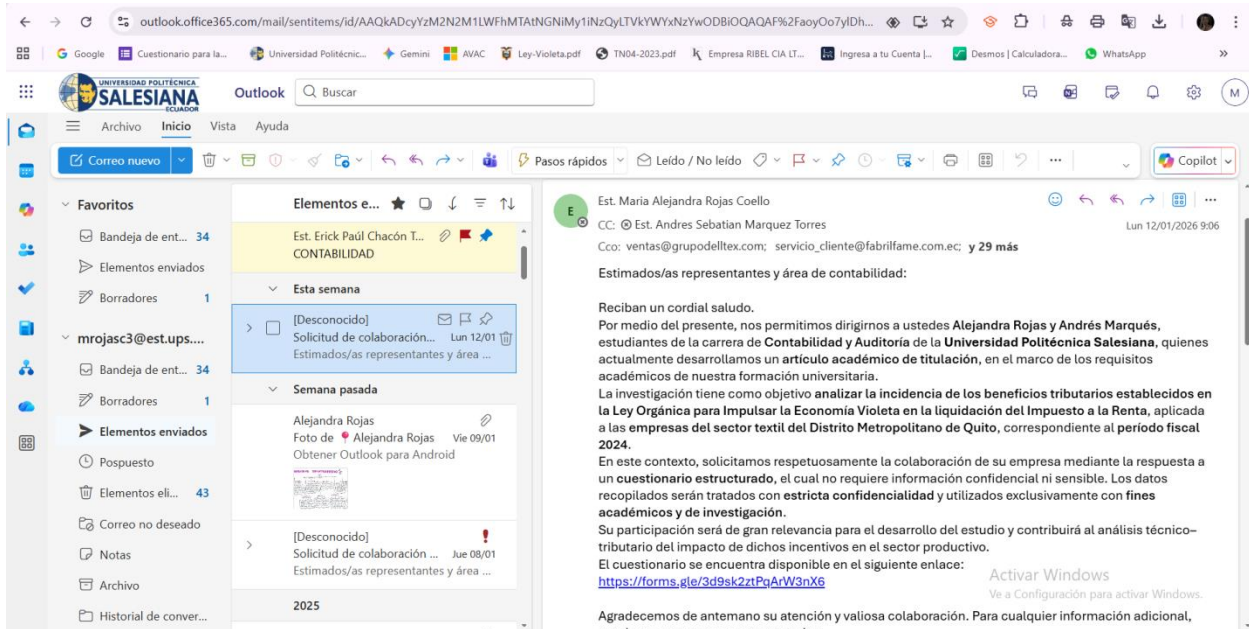 outlook.office365.com/mail/sentitems/id/AAQkADcyYzM2N2M1LWFhMTAtNGNiMy1iNzQyLTVkYWYxNzYwODBiOQAQAF%2FaoyOo7ylDh...
Google
Cuestionario para la...
Universidad Politécnic...
Gemini
AVAC
Ley-Violeta.pdf
TN04-2023.pdf
Empresa RIBEL CIA LT...
Ingresa a tu Cuenta |...
Desmos | Calculadora...
WhatsApp
»
UNIVERSIDAD POLITÉCNICA
SALESIANA
ECUADOR
Outlook
Buscar
M
Archivo
Inicio
Vista
Ayuda
Correo nuevo
Pasos rápidos
Leído / No leído
Copilot
Favoritos
Bandeja de ent... 34
Elementos enviados
Borradores 1
mrojasc3@est.ups....
Bandeja de ent... 34
Borradores 1
Elementos enviados
Pospuesto
Elementos eli... 43
Correo no deseado
Notas
Archivo
Historial de conver...
Elementos e...
Est. Erick Paúl Chacón T...
CONTABILIDAD
Esta semana
[Desconocido]
Solicitud de colaboración... Lun 12/01
Estimados/as representantes y área ...
Semana pasada
Alejandra Rojas
Foto de Alejandra Rojas Vie 09/01
Obtener Outlook para Android
[Desconocido]
Solicitud de colaboración ... Jue 08/01
Estimados/as representantes y área ...
2025
E
Est. Maria Alejandra Rojas Coello
CC: Est. Andres Sebatian Marquez Torres
Lun 12/01/2026 9:06
Cco: ventas@grupodelltex.com; servicio_cliente@fabrilfame.com.ec; y 29 más
Estimados/as representantes y área de contabilidad:
Reciban un cordial saludo.
Por medio del presente, nos permitimos dirigirnos a ustedes Alejandra Rojas y Andrés Marqués,
estudiantes de la carrera de Contabilidad y Auditoría de la Universidad Politécnica Salesiana, quienes
actualmente desarrollamos un artículo académico de titulación, en el marco de los requisitos
académicos de nuestra formación universitaria.
La investigación tiene como objetivo analizar la incidencia de los beneficios tributarios establecidos en
la Ley Orgánica para Impulsar la Economía Violeta en la liquidación del Impuesto a la Renta, aplicada
a las empresas del sector textil del Distrito Metropolitano de Quito, correspondiente al período fiscal
2024.
En este contexto, solicitamos respetuosamente la colaboración de su empresa mediante la respuesta a
un cuestionario estructurado, el cual no requiere información confidencial ni sensible. Los datos
recopilados serán tratados con estricta confidencialidad y utilizados exclusivamente con fines
académicos y de investigación.
Su participación será de gran relevancia para el desarrollo del estudio y contribuirá al análisis técnico–
tributario del impacto de dichos incentivos en el sector productivo.
El cuestionario se encuentra disponible en el siguiente enlace:
https://forms.gle/3d9sk2ztPqArW3nX6
Activar Windows
Ve a Configuración para activar Windows.
Agradecemos de antemano su atención y valiosa colaboración. Para cualquier información adicional,